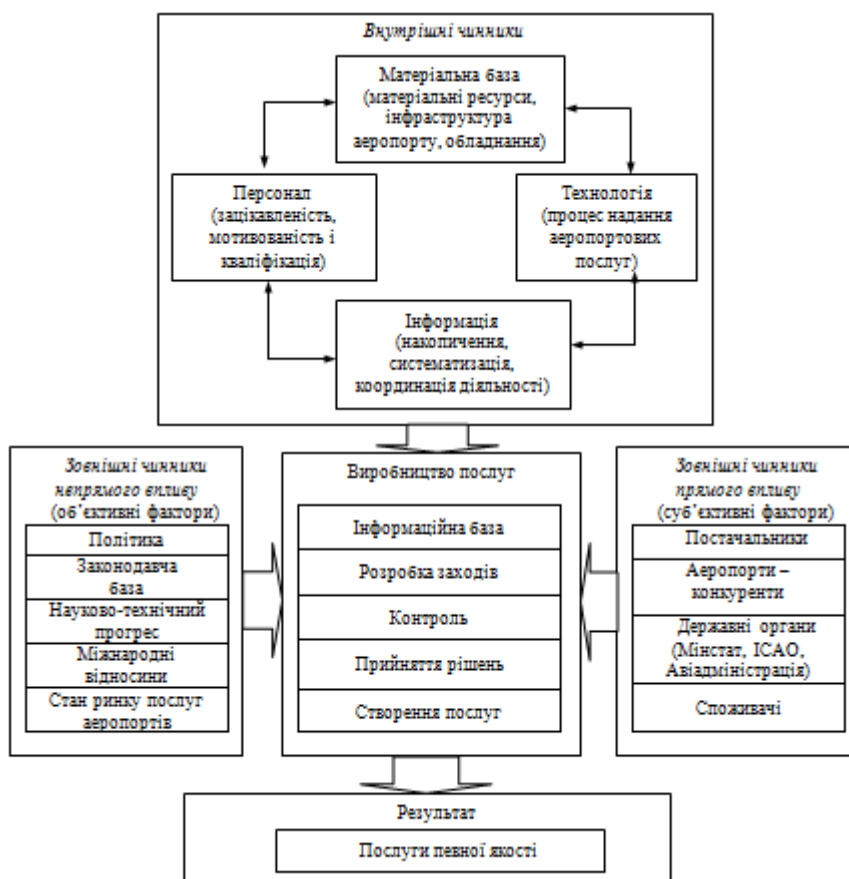 Внутрішні чинники
Матеріальна база
(матеріальні ресурси,
інфраструктура
аеропорту, обладнання)
Персонал
(зацікавленість,
мотивованість і
кваліфікація)
Технологія
(процес надання
аеропортових
послуг)
Інформація
(накопичення,
систематизація,
координація діяльності)
Зовнішні чинники
непрямого впливу
(об’єктивні фактори)
Політика
Законодавча
база
Науково-технічний
прогрес
Міжнародні
відносини
Стан ринку послуг
аеропортів
Виробництво послуг
Інформаційна база
Розробка заходів
Контроль
Прийняття рішень
Створення послуг
Зовнішні чинники
прямого впливу
(суб’єктивні фактори)
Постачальники
Аеропорти –
конкуренти
Державні органи
(Мінстат, ІСАО,
Авіадміністрація)
Споживачі
Результат
Послуги певної якості